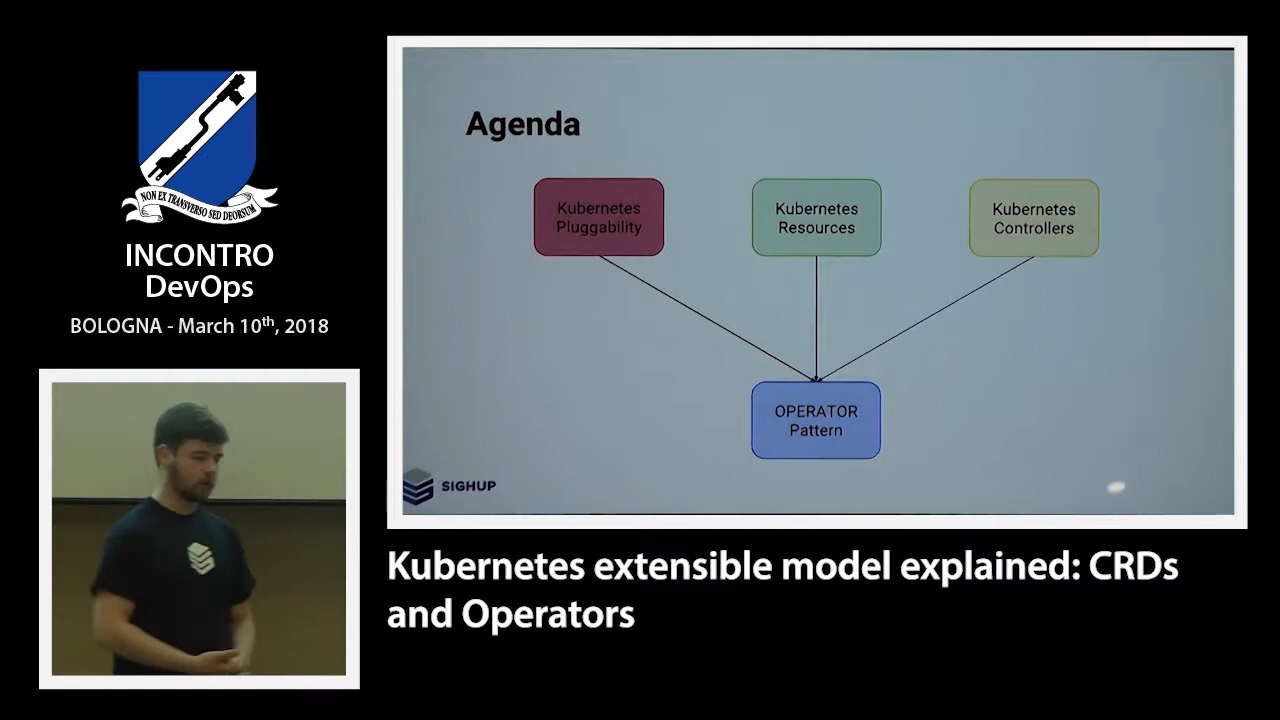 NON EX TRANSVERSO SED DEORSUM
INCONTRO
DevOps
BOLOGNA - March 10th, 2018
Agenda
Kubernetes
Pluggability
Kubernetes
Resources
Kubernetes
Controllers
OPERATOR
Pattern
SIGHUP
Kubernetes extensible model explained: CRDs
and Operators